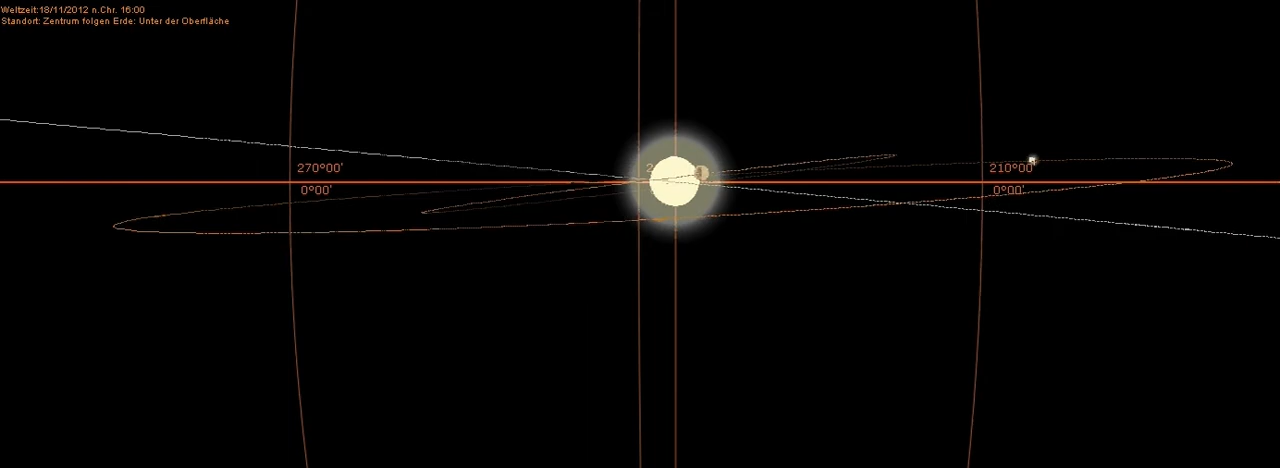 Weltzeit:18/11/2012 n.Chr. 16:00
Standort: Zentrum folgen Erde: Unter der Oberfläche
270°00'
210°00'
0°00'
0°00'